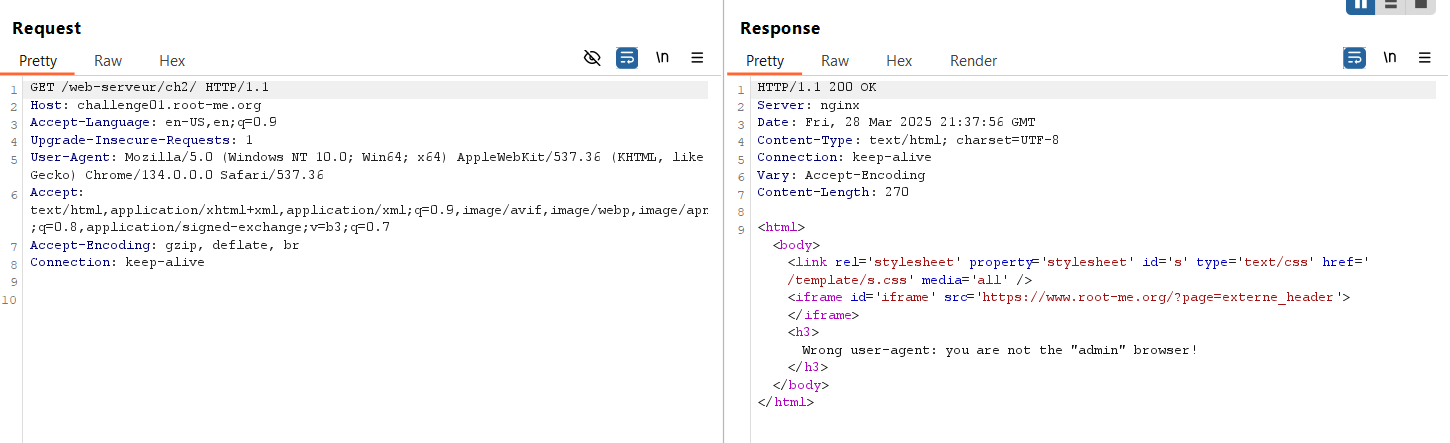 Request
Pretty Raw Hex
\n
1 GET /web-serveur/ch2/ HTTP/1.1
2 Host: challenge01.root-me.org
3 Accept-Language: en-US,en;q=0.9
4 Upgrade-Insecure-Requests: 1
5 User-Agent: Mozilla/5.0 (Windows NT 10.0; Win64; x64) AppleWebKit/537.36 (KHTML, like
Gecko) Chrome/134.0.0.0 Safari/537.36
6 Accept:
text/html,application/xhtml+xml,application/xml;q=0.9,image/avif,image/webp,image/apn
;q=0.8,application/signed-exchange;v=b3;q=0.7
7 Accept-Encoding: gzip, deflate, br
8 Connection: keep-alive
9
10
Response
Pretty Raw Hex Render
\n
1 HTTP/1.1 200 OK
2 Server: nginx
3 Date: Fri, 28 Mar 2025 21:37:56 GMT
4 Content-Type: text/html; charset=UTF-8
5 Connection: keep-alive
6 Vary: Accept-Encoding
7 Content-Length: 270
8
9 <html>
<body>
<link rel='stylesheet' property='stylesheet' id='s' type='text/css' href='
/template/s.css' media='all' />
<iframe id='iframe' src='https://www.root-me.org/?page=externe_header'>
</iframe>
<h3>
Wrong user-agent: you are not the "admin" browser!
</h3>
</body>
</html>